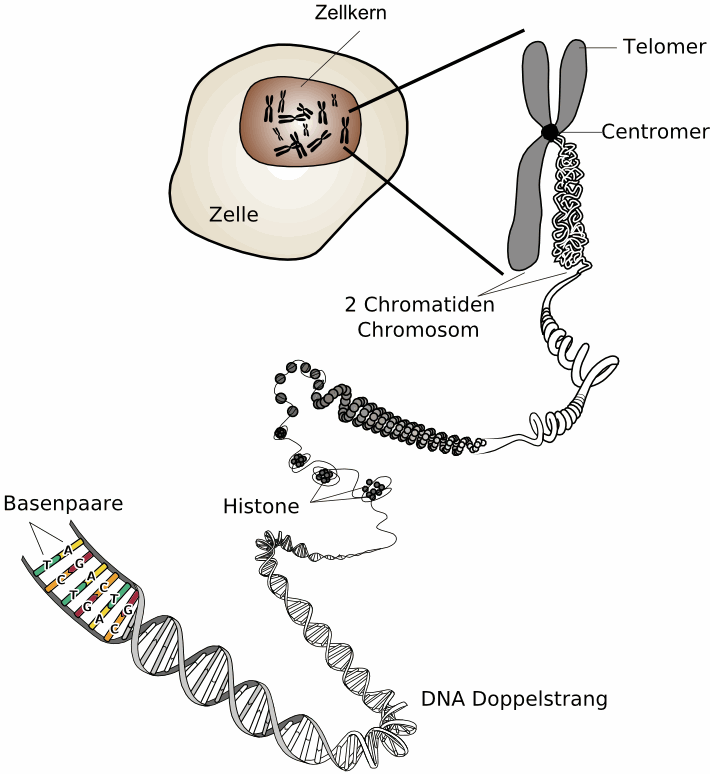 Zellkern
Telomer
Centromer
Zelle
2 Chromatiden
Chromosom
Basenpaare
Histone
T A
C G
T A
G C
A T
C G
DNA Doppelstrang